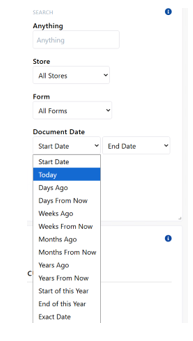 SEARCH
Anything
Anything
Store
All Stores
Form
All Forms
Document Date
Start Date End Date
Start Date
Today
Days Ago
Days From Now
Weeks Ago
Weeks From Now
Months Ago
Months From Now
Years Ago
Years From Now
Start of this Year
End of this Year
Exact Date